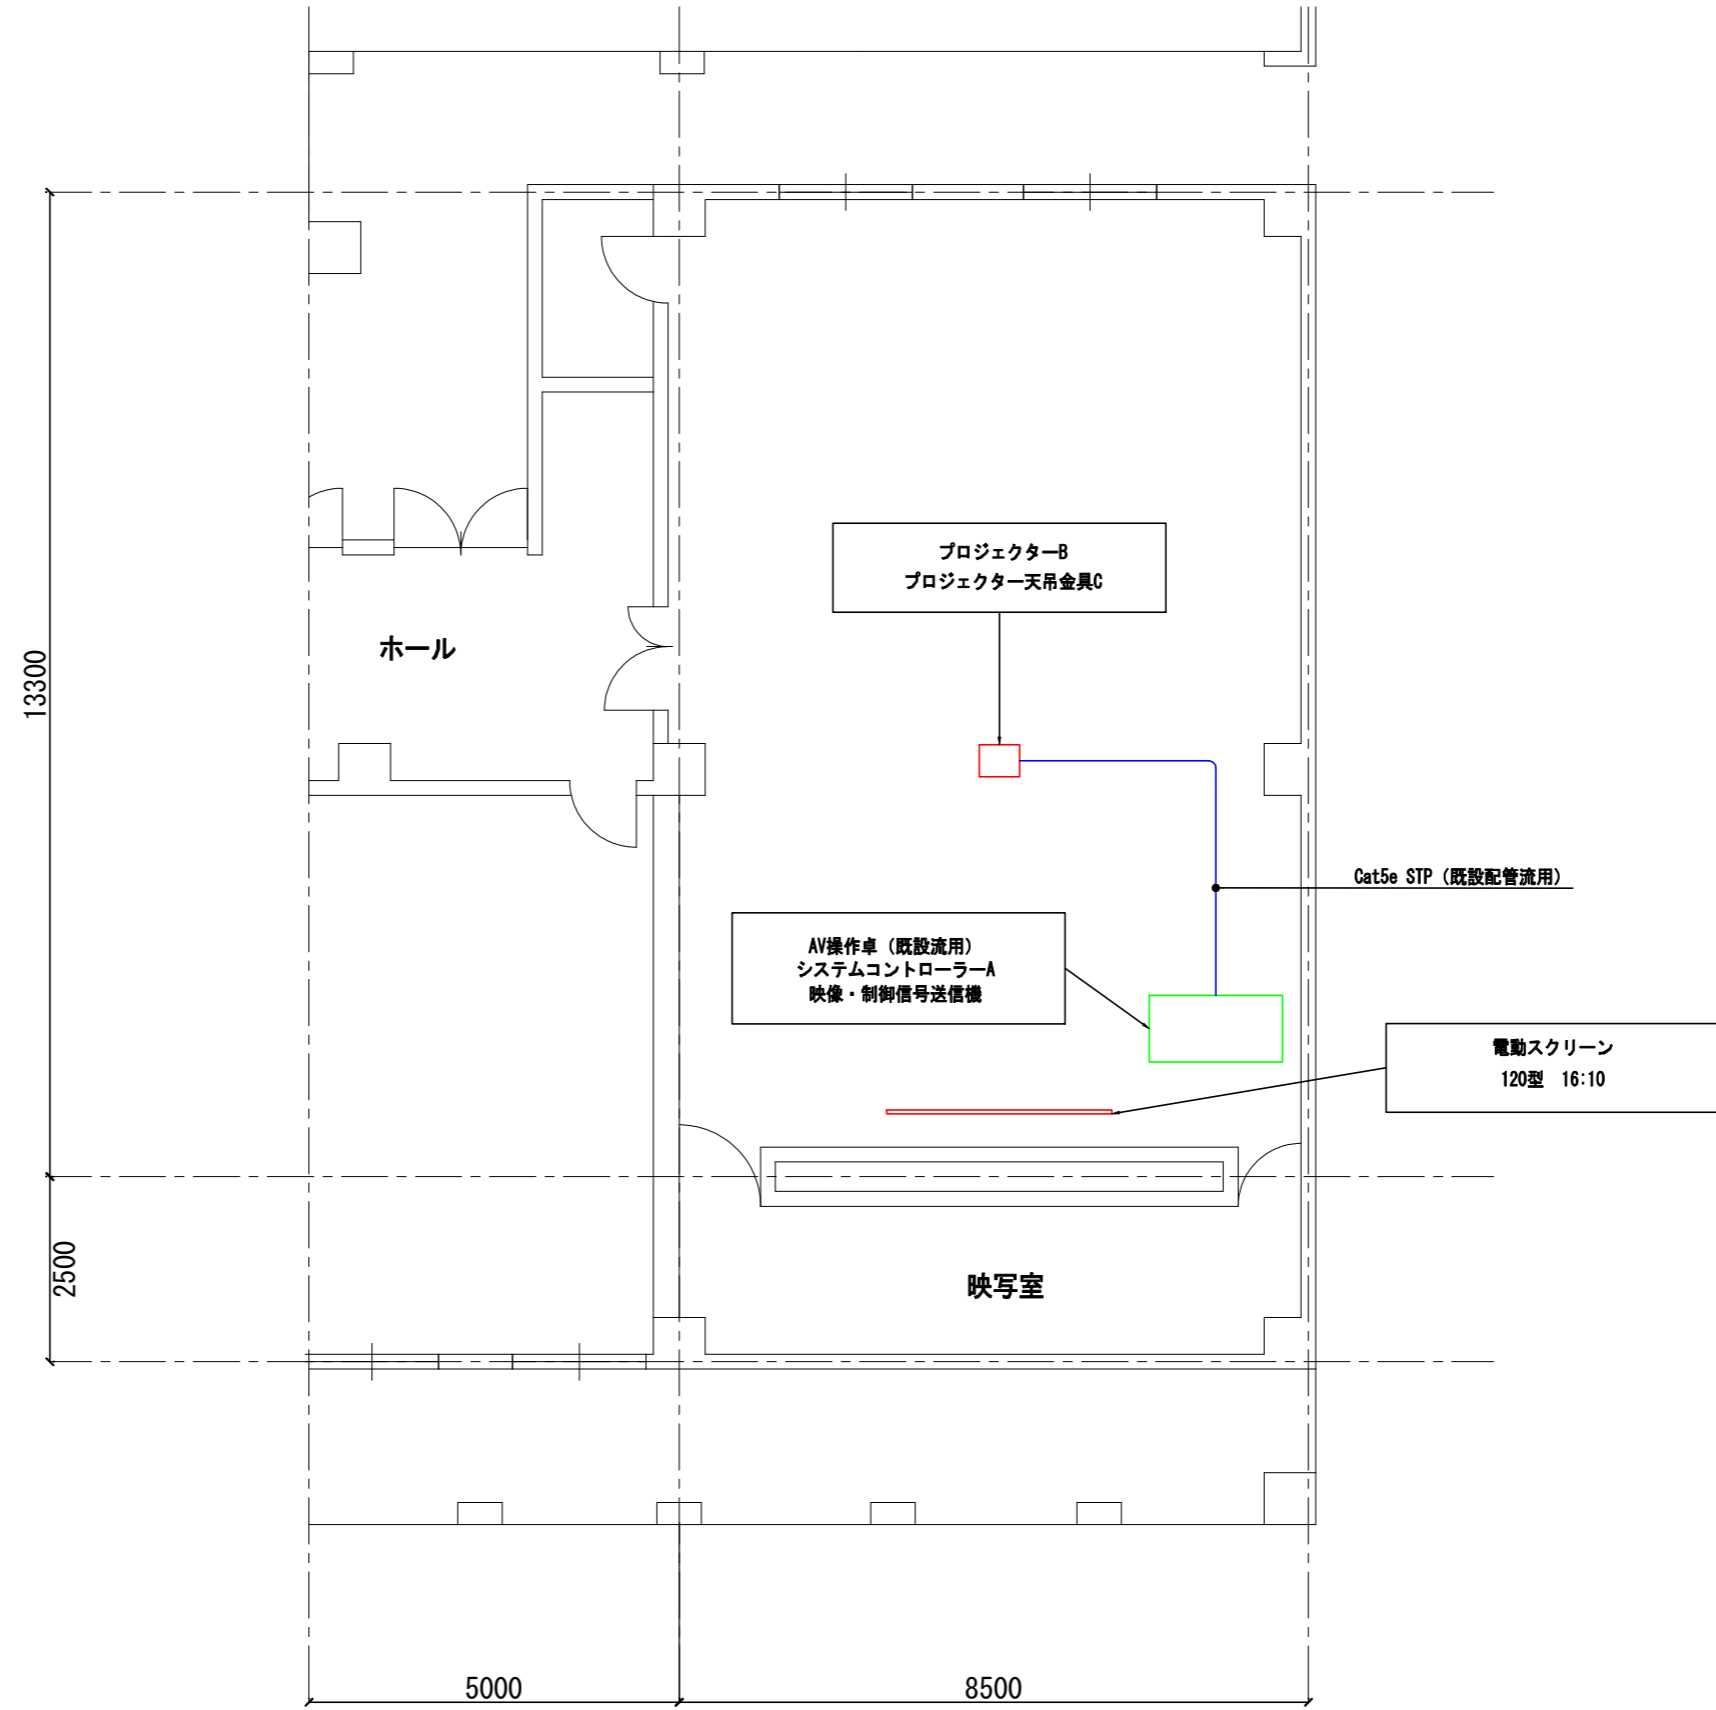 プロジェクターB
プロジェクター天吊金具C
ホール
13300
Cat5e STP（既設配管流用）
AV操作卓（既設流用）
システムコントローラーA
映像・制御信号送信機
電動スクリーン
120型　16:10
2500
映写室
5000
8500